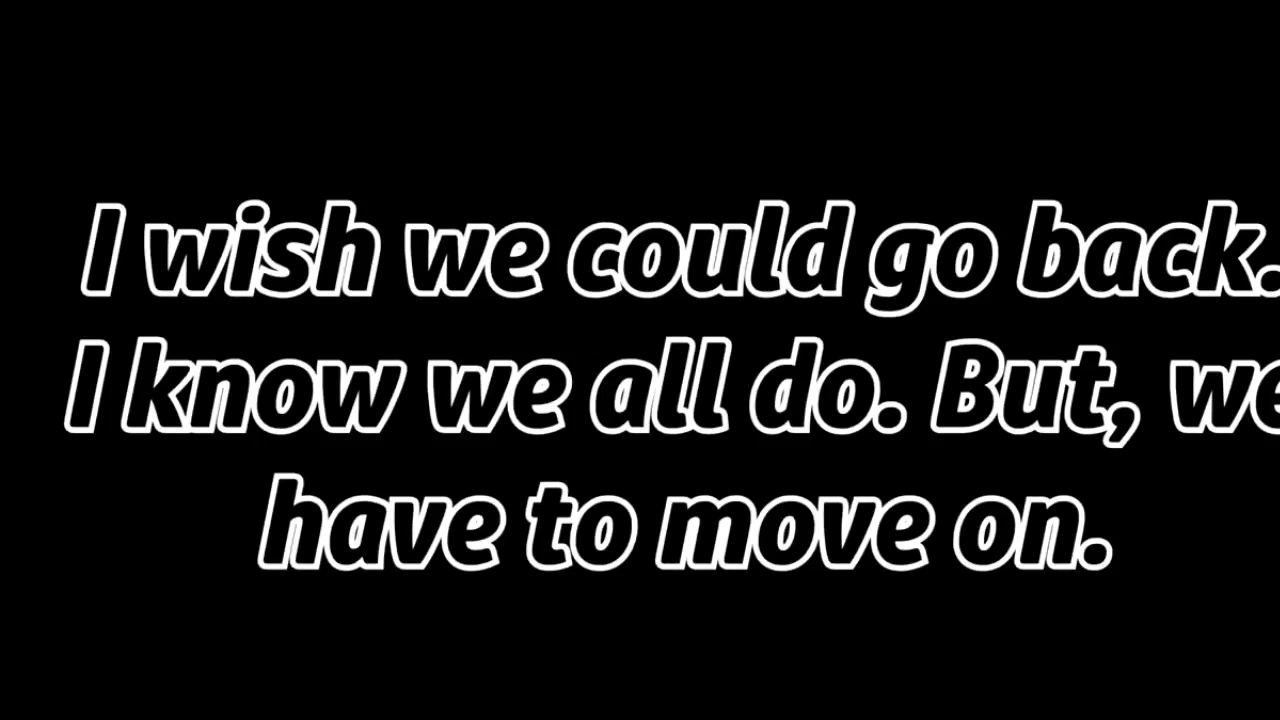 I wish we could go back.
I know we all do. But, we
have to move on.